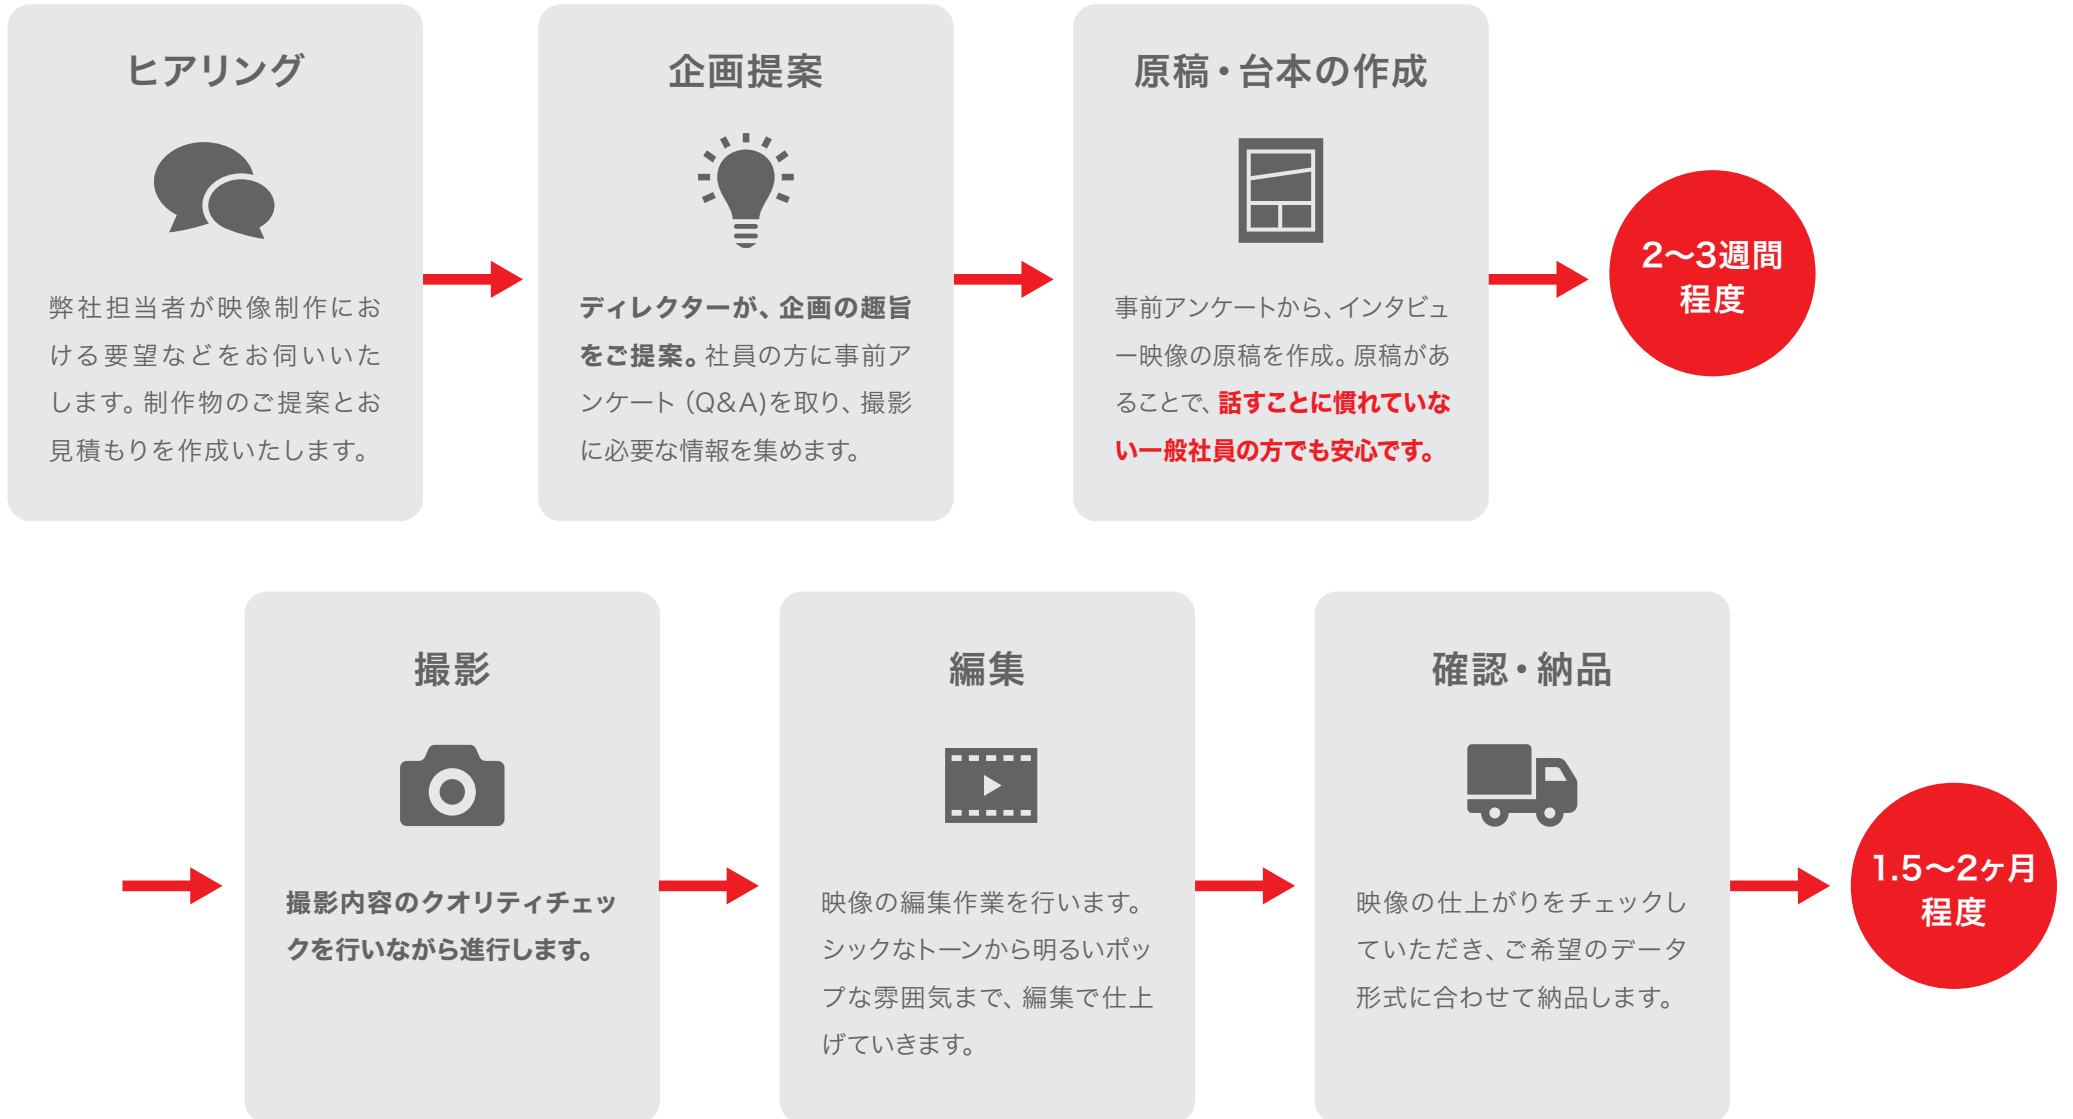 ヒアリング
弊社担当者が映像制作にお
ける要望などをお伺いいた
します。制作物のご提案とお
見積もりを作成いたします。
企画提案
ディレクターが、企画の趣旨
をご提案。社員の方に事前ア
ンケート（Q&A)を取り、撮影
に必要な情報を集めます。
原稿・台本の作成
事前アンケートから、インタビュ
ー映像の原稿を作成。原稿があ
ることで、話すことに慣れていな
い一般社員の方でも安心です。
2〜3週間
程度
撮影
撮影内容のクオリティチェッ
クを行いながら進行します。
編集
映像の編集作業を行います。
シックなトーンから明るいポッ
プな雰囲気まで、編集で仕上
げていきます。
確認・納品
映像の仕上がりをチェックし
ていただき、ご希望のデータ
形式に合わせて納品します。
1.5〜2ヶ月
程度